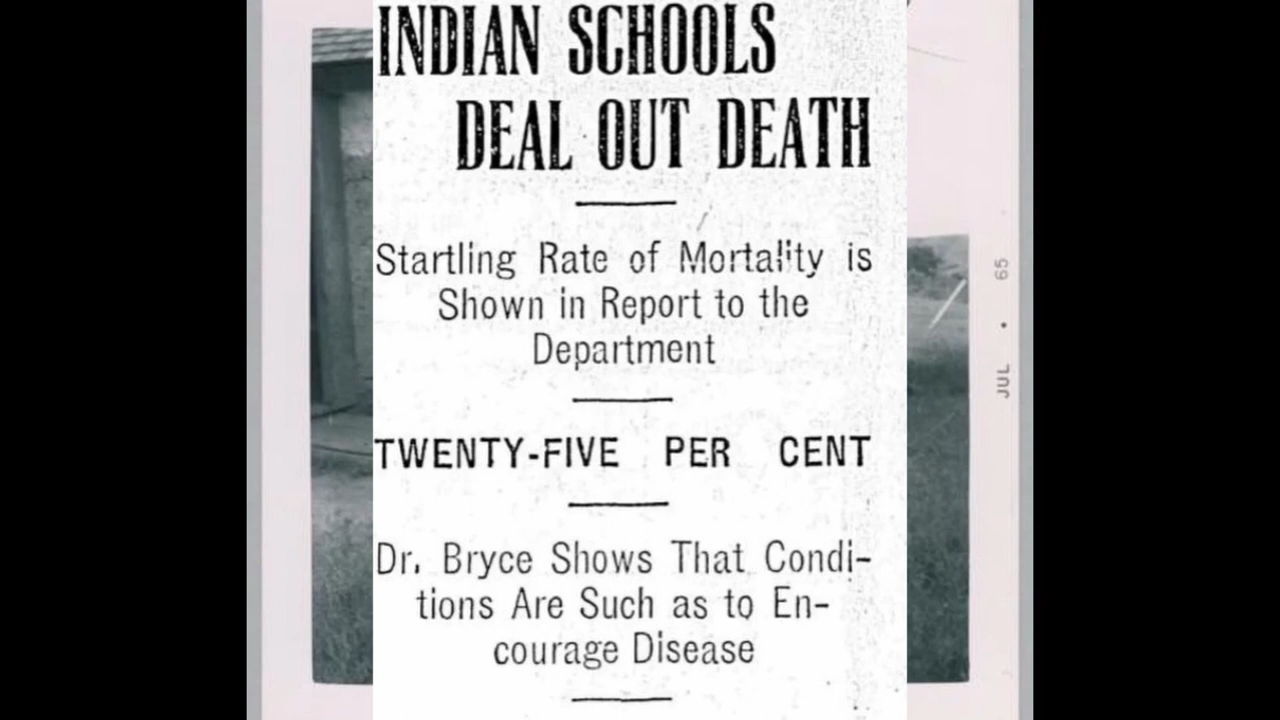 INDIAN SCHOOLS
DEAL OUT DEATH
Startling Rate of Mortality is
Shown in Report to the
Department
TWENTY-FIVE PER CENT
Dr. Bryce Shows That Condi-
tions Are Such as to En-
courage Disease
JUL • 65